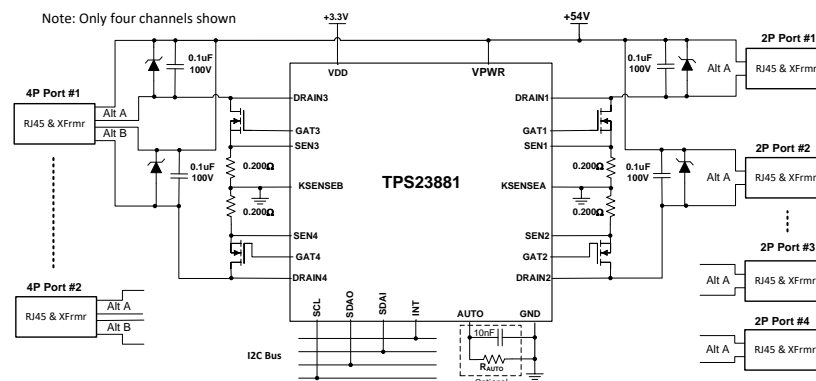 Note: Only four channels shown
+3.3V
+54V
VDD
VPWR
0.1uF
100V
4P Port #1
RJ45 & XFrmr
Alt A
Alt B
0.1uF
100V
DRAIN3
GAT3
SEN3
0.200Ω
KSENSEB
0.200Ω
SEN4
GAT4
DRAIN4
TPS23881
DRAIN1
GAT1
SEN1
0.200Ω
KSENSEA
0.200Ω
SEN2
GAT2
DRAIN2
0.1uF
100V
Alt A
2P Port #1
RJ45 & XFrmr
0.1uF
100V
Alt A
2P Port #2
RJ45 & XFrmr
2P Port #3
Alt A
RJ45 & XFrmr
2P Port #4
Alt A
RJ45 & XFrmr
4P Port #2
RJ45 & XFrmr
Alt A
Alt B
SCL
SDAO
SDAI
INT
AUTO
GND
I2C Bus
10nF
RAUTO
Optional